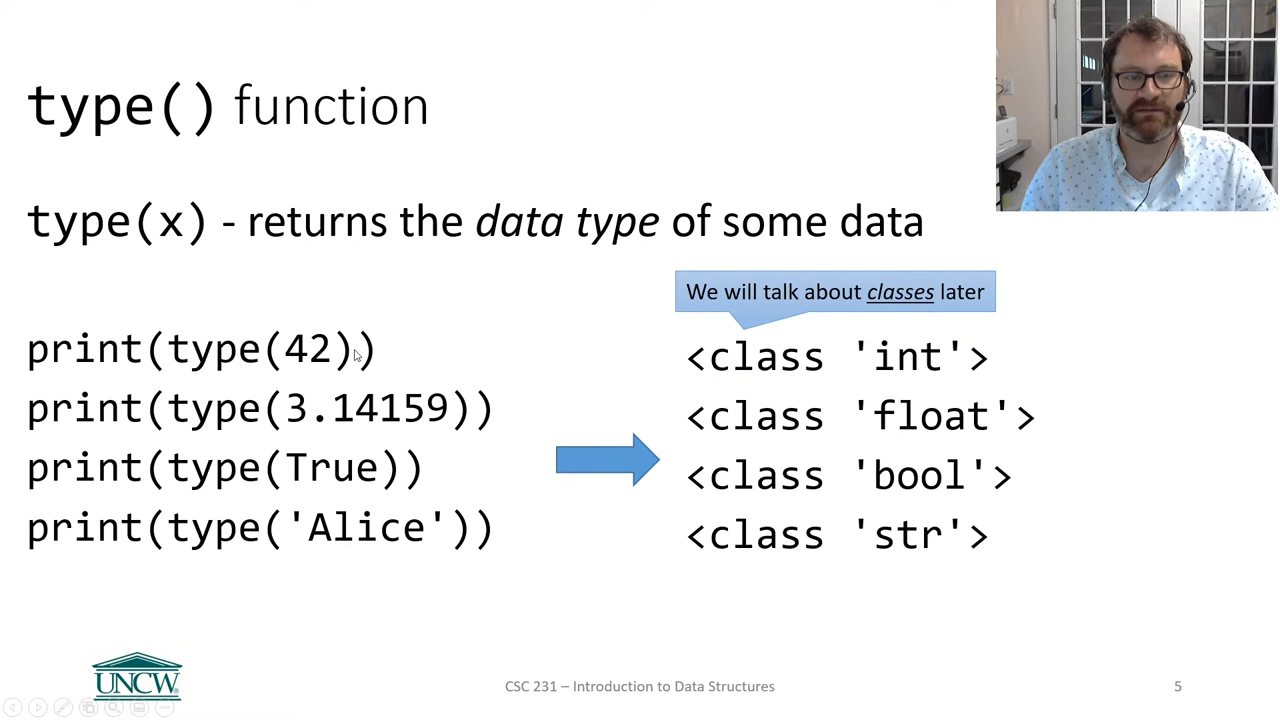 type() function
type(x) - returns the data type of some data
We will talk about classes later
print(type(42))
print(type(3.14159))
print(type(True))
print(type('Alice'))
<class 'int'>
<class 'float'>
<class 'bool'>
<class 'str'>
UNCW®
CSC 231 – Introduction to Data Structures
5